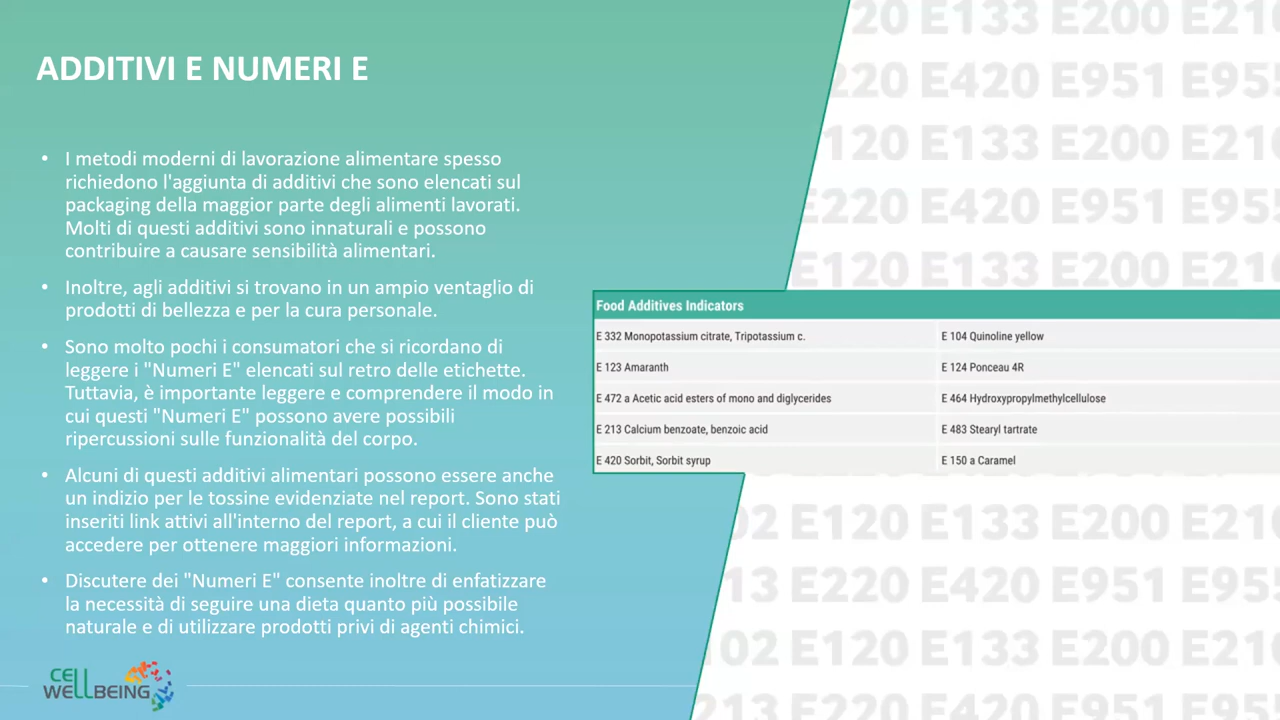 ADDITIVI E NUMERI E
• I metodi moderni di lavorazione alimentare spesso
richiedono l'aggiunta di additivi che sono elencati sul
packaging della maggior parte degli alimenti lavorati.
Molti di questi additivi sono innaturali e possono
contribuire a causare sensibilità alimentari.
• Inoltre, agli additivi si trovano in un ampio ventaglio di
prodotti di bellezza e per la cura personale.
• Sono molto pochi i consumatori che si ricordano di
leggere i "Numeri E" elencati sul retro delle etichette.
Tuttavia, è importante leggere e comprendere il modo in
cui questi "Numeri E" possono avere possibili
ripercussioni sulle funzionalità del corpo.
• Alcuni di questi additivi alimentari possono essere anche
un indizio per le tossine evidenziate nel report. Sono stati
inseriti link attivi all'interno del report, a cui il cliente può
accedere per ottenere maggiori informazioni.
• Discutere dei "Numeri E" consente inoltre di enfatizzare
la necessità di seguire una dieta quanto più possibile
naturale e di utilizzare prodotti privi di agenti chimici.
CELL
WELLBEING
20 E133 E200 E210
220 E420 E951 E955
120 E133 E200 E210
E220 E420 E951 E955
E120 E133 E200 E210
Food Additives Indicators
E 332 Monopotassium citrate, Tripotassium c. E 104 Quinoline yellow
E 123 Amaranth E 124 Ponceau 4R
E 472 a Acetic acid esters of mono and diglycerides E 464 Hydroxypropylmethylcellulose
E 213 Calcium benzoate, benzoic acid E 483 Stearyl tartrate
E 420 Sorbit, Sorbit syrup E 150 a Caramel
02 E120 E133 E200 E210
13 E220 E420 E951 E955
02 E120 E133 E200 E210
213 E220 E420 E951 E955